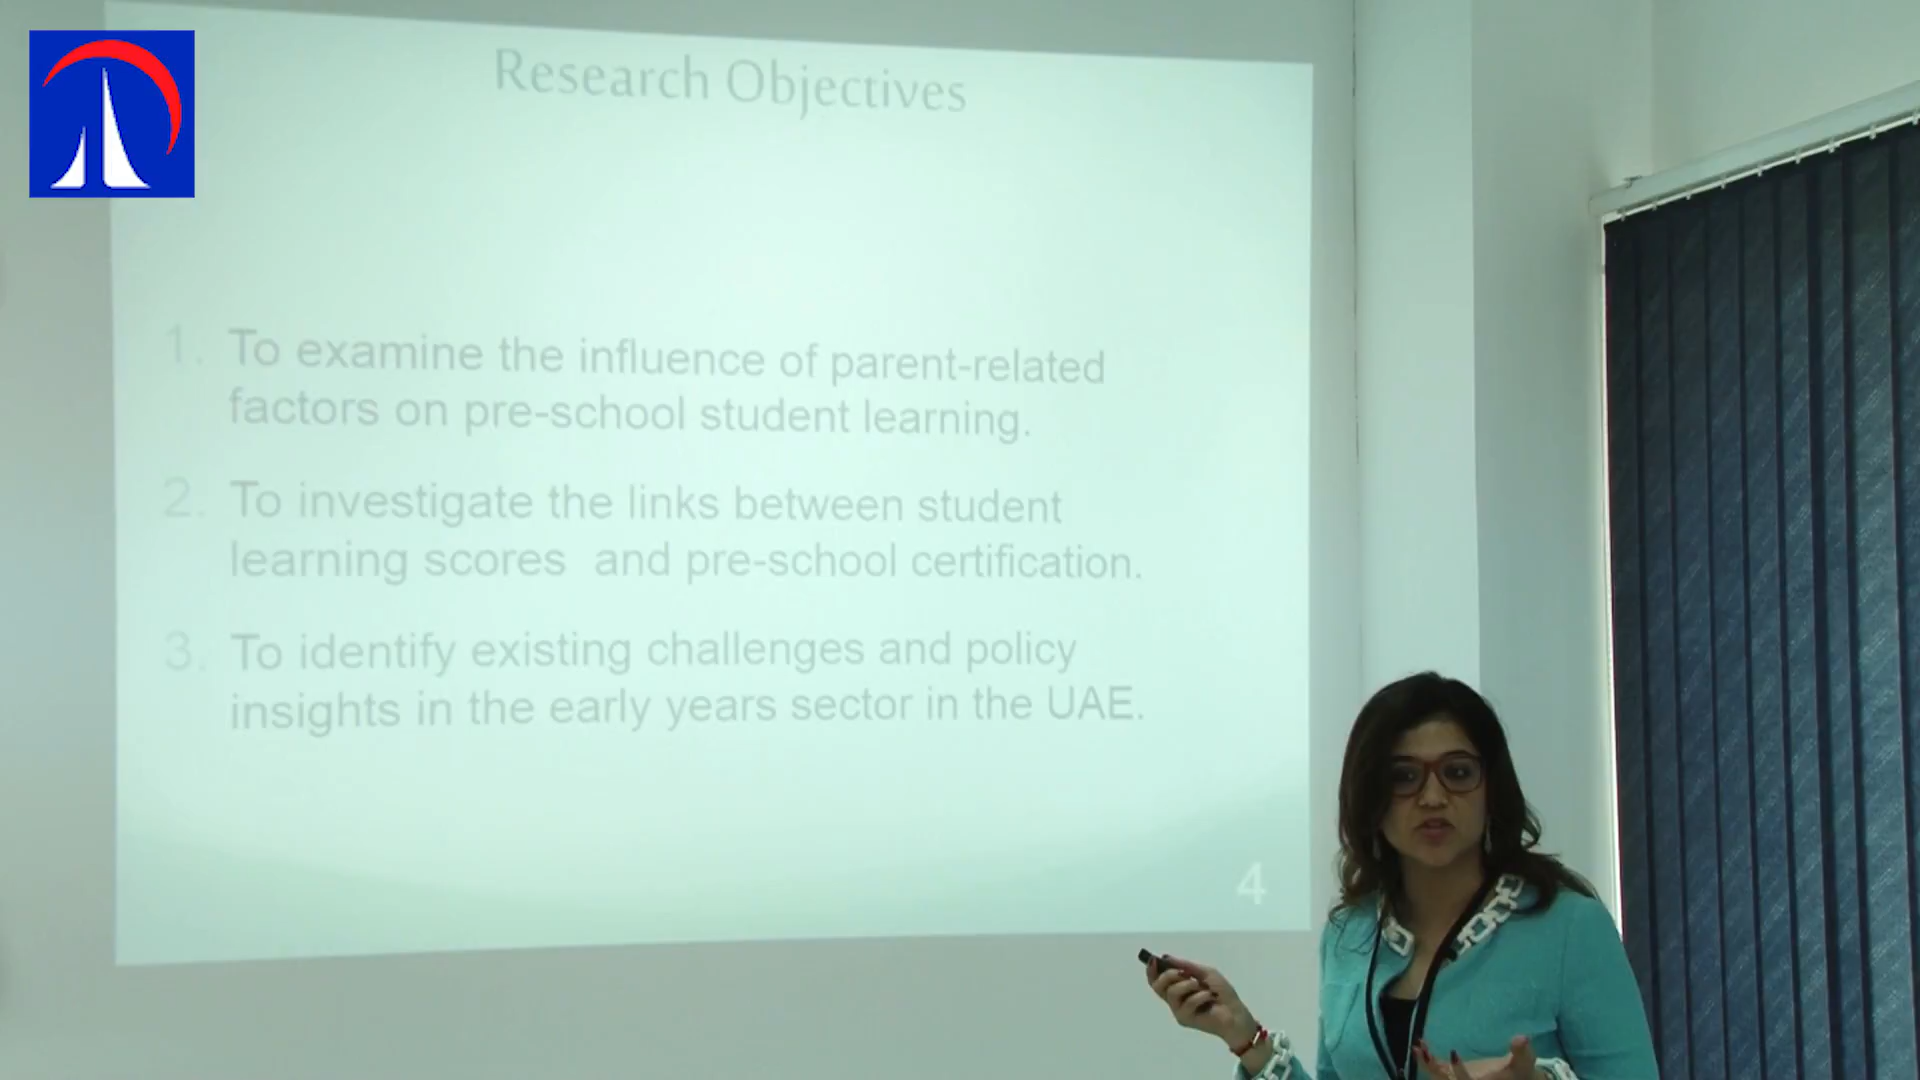 Research Objectives
1. To examine the influence of parent-related
factors on pre-school student learning.
2. To investigate the links between student
learning scores and pre-school certification.
3. To identify existing challenges and policy
insights in the early years sector in the UAE.
4